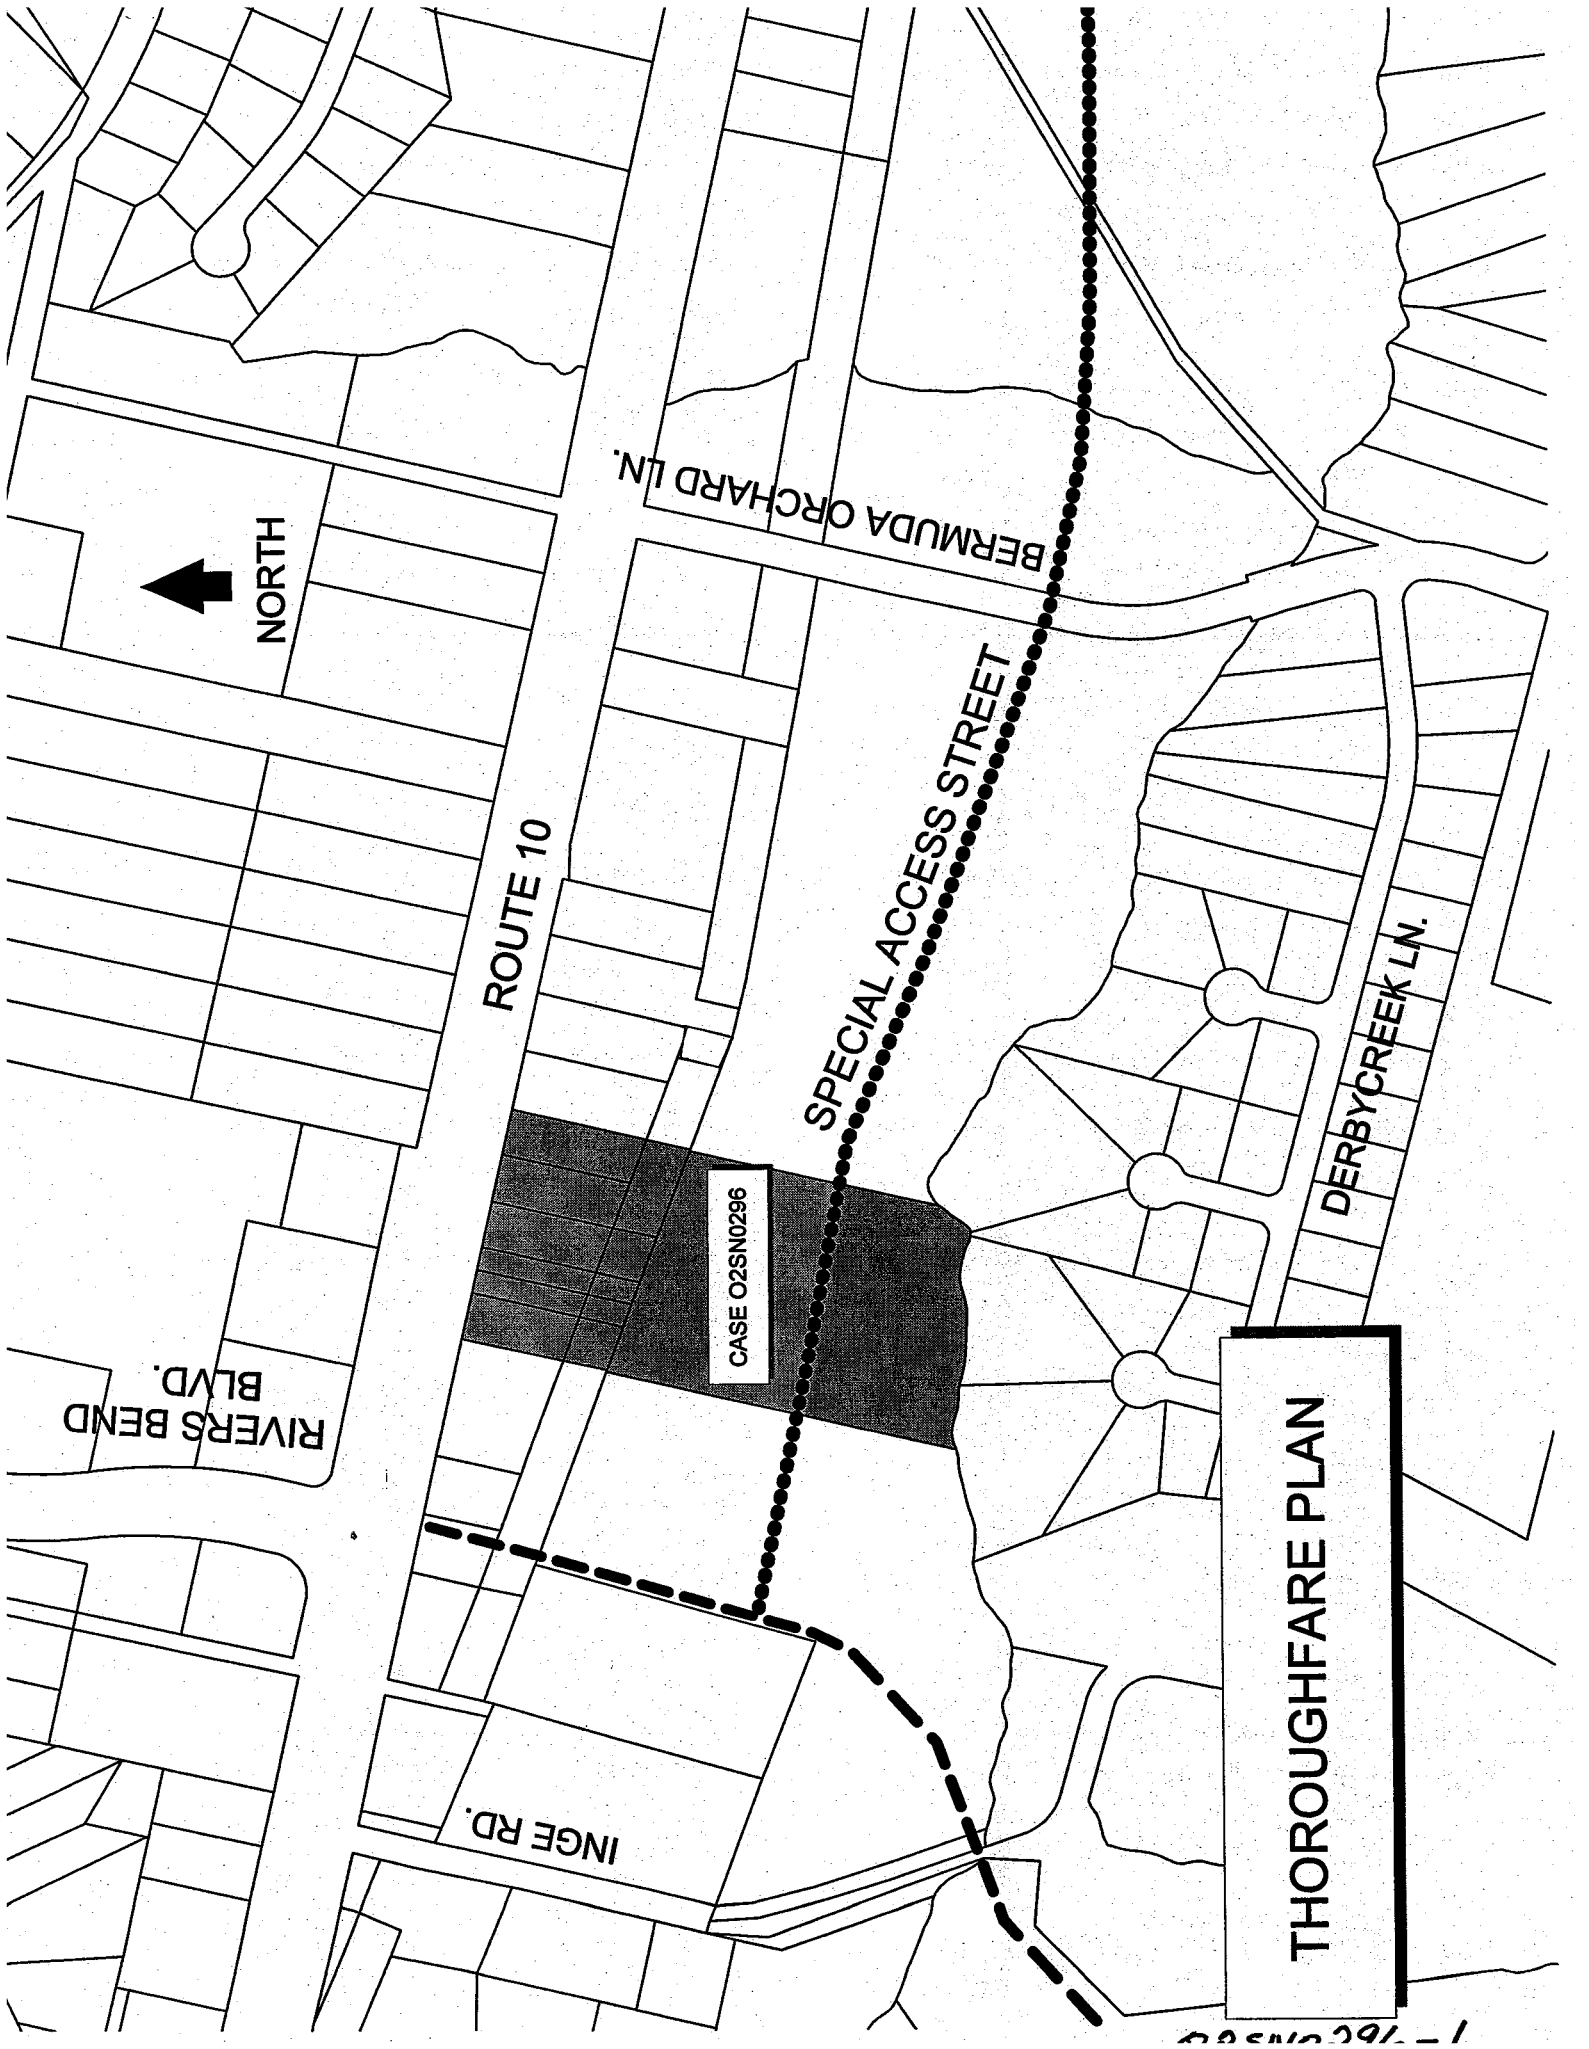 NORTH
ROUTE 10
BERMUDA ORCHARD LN.
SPECIAL ACCESS STREET
DERBYCREEK LN.
CASE O2SN0296
RIVERS BEND
BLVD.
INGE RD.
THOROUGHFARE PLAN